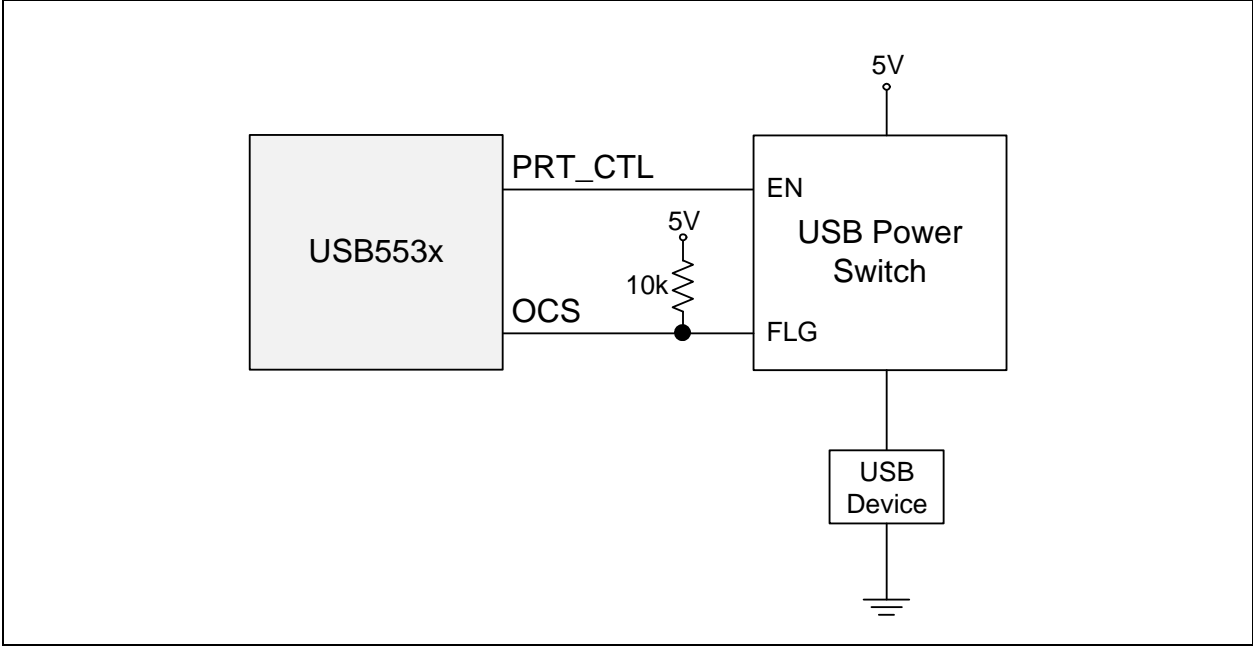 5V
PRT_CTL
EN
5V
USB Power
Switch
USB553x
10k
OCS
FLG
USB
Device